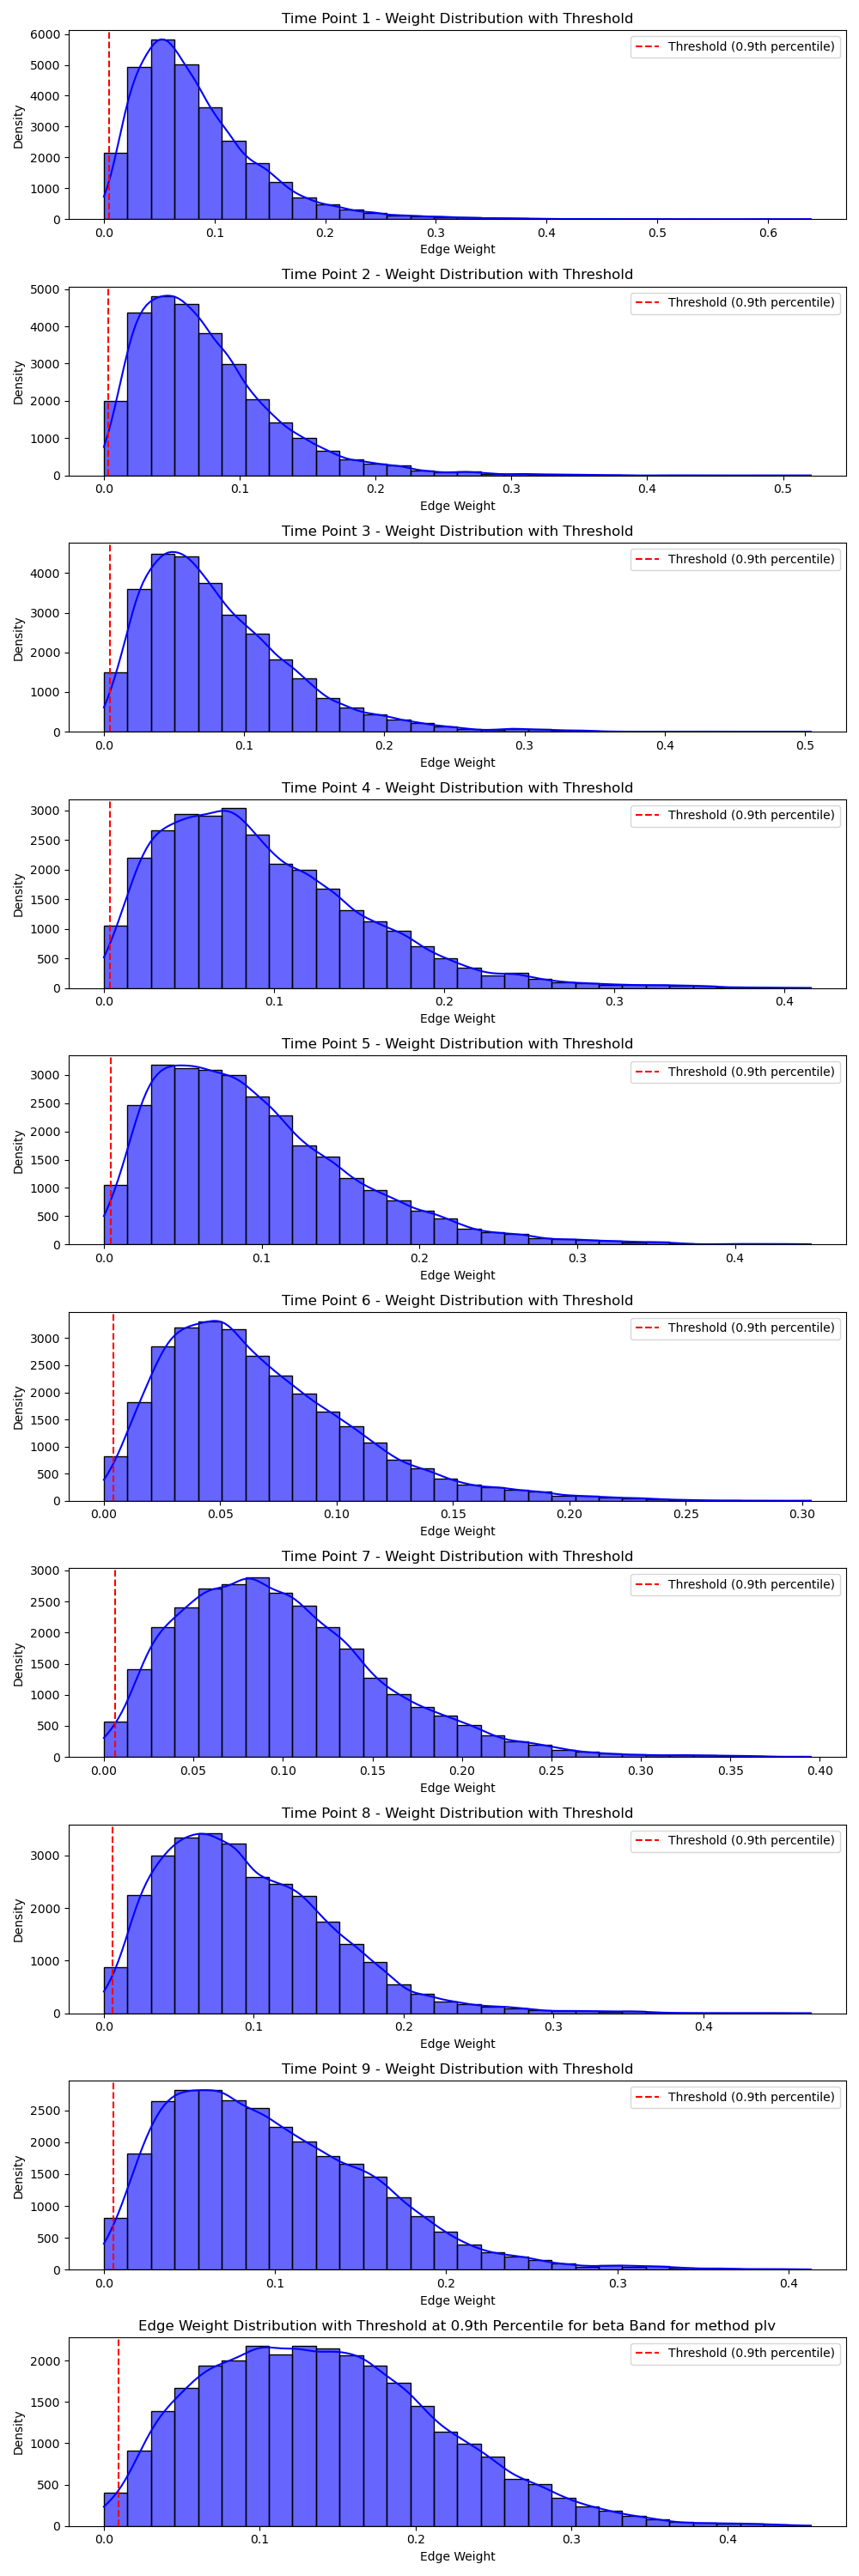 Time Point 1 - Weight Distribution with Threshold
Threshold (0.9th percentile)
Density
6000
5000
4000
3000
2000
1000
0
0.0 0.1 0.2 0.3 0.4 0.5 0.6
Edge Weight
Time Point 2 - Weight Distribution with Threshold
Threshold (0.9th percentile)
Density
5000
4000
3000
2000
1000
0
0.0 0.1 0.2 0.3 0.4 0.5
Edge Weight
Time Point 3 - Weight Distribution with Threshold
Threshold (0.9th percentile)
Density
4000
3000
2000
1000
0
0.0 0.1 0.2 0.3 0.4 0.5
Edge Weight
Time Point 4 - Weight Distribution with Threshold
Threshold (0.9th percentile)
Density
3000
2500
2000
1500
1000
500
0
0.0 0.1 0.2 0.3 0.4
Edge Weight
Time Point 5 - Weight Distribution with Threshold
Threshold (0.9th percentile)
Density
3000
2500
2000
1500
1000
500
0
0.0 0.1 0.2 0.3 0.4
Edge Weight
Time Point 6 - Weight Distribution with Threshold
Threshold (0.9th percentile)
Density
3000
2500
2000
1500
1000
500
0
0.00 0.05 0.10 0.15 0.20 0.25 0.30
Edge Weight
Time Point 7 - Weight Distribution with Threshold
Threshold (0.9th percentile)
Density
3000
2500
2000
1500
1000
500
0
0.00 0.05 0.10 0.15 0.20 0.25 0.30 0.35 0.40
Edge Weight
Time Point 8 - Weight Distribution with Threshold
Threshold (0.9th percentile)
Density
3000
2000
1000
0
0.0 0.1 0.2 0.3 0.4
Edge Weight
Time Point 9 - Weight Distribution with Threshold
Threshold (0.9th percentile)
Density
2500
2000
1500
1000
500
0
0.0 0.1 0.2 0.3 0.4
Edge Weight
Edge Weight Distribution with Threshold at 0.9th Percentile for beta Band for method plv
Threshold (0.9th percentile)
Density
2000
1500
1000
500
0
0.0 0.1 0.2 0.3 0.4
Edge Weight